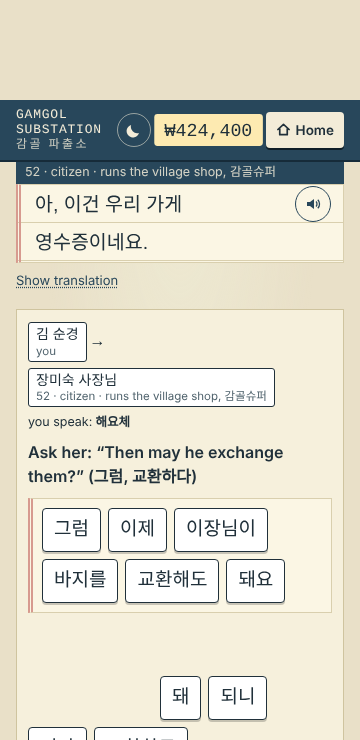 GAMGOL
SUBSTATION
감골 파출소
₩424,400
Home
52 · citizen · runs the village shop, 감골슈퍼
아, 이건 우리 가게
영수증이네요.
Show translation
김 순경
you
→
장미숙 사장님
52 · citizen · runs the village shop, 감골슈퍼
you speak: 해요체
Ask her: “Then may he exchange
them?” (그럼, 교환하다)
그럼 이제 이장님이
바지를 교환해도 돼요
돼 되니